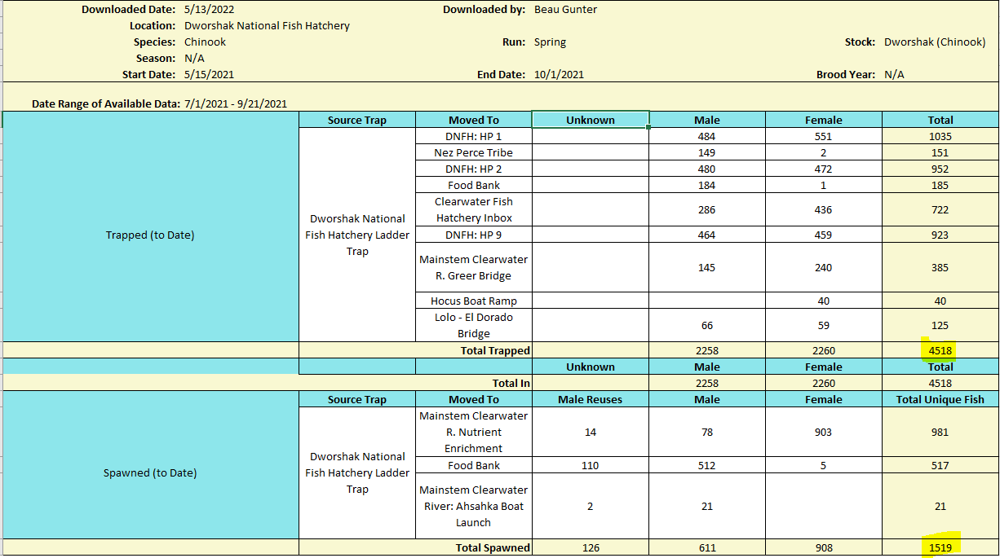 Downloaded Date: 5/13/2022 Downloaded by: Beau Gunter
Location: Dworshak National Fish Hatchery
Species: Chinook Run: Spring Stock: Dworshak (Chinook)
Season: N/A
Start Date: 5/15/2021 End Date: 10/1/2021 Brood Year: N/A
Date Range of Available Data: 7/1/2021 - 9/21/2021
Source Trap Moved To Unknown Male Female Total
Trapped (to Date)
Dworshak National
Fish Hatchery Ladder
Trap
DNFH: HP 1 484 551 1035
Nez Perce Tribe 149 2 151
DNFH: HP 2 480 472 952
Food Bank 184 1 185
Clearwater Fish
Hatchery Inbox 286 436 722
DNFH: HP 9 464 459 923
Mainstem Clearwater
R. Greer Bridge 145 240 385
Hocus Boat Ramp 40 40
Lolo - El Dorado
Bridge 66 59 125
Total Trapped 2258 2260 4518
Unknown Male Female Total
Total In 2258 2260 4518
Source Trap Moved To Male Reuses Male Female Total Unique Fish
Spawned (to Date)
Dworshak National
Fish Hatchery Ladder
Trap
Mainstem Clearwater
R. Nutrient
Enrichment 14 78 903 981
Food Bank 110 512 5 517
Mainstem Clearwater
River: Ahsahka Boat
Launch 2 21 21
Total Spawned 126 611 908 1519